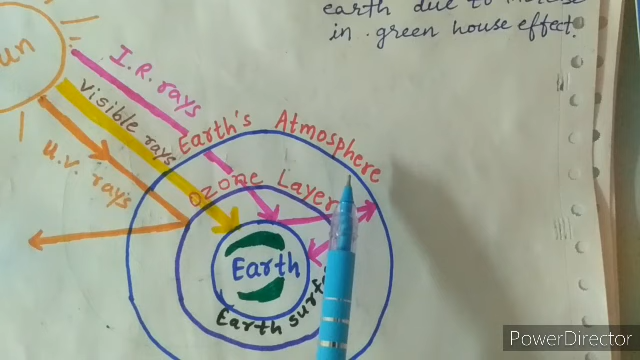 earth due to increase
in green house effect.
un
I.R. rays
Visible rays
U.V. rays
Earth's Atmosphere
Ozone Layer
Earth
Earth surf
PowerDirector